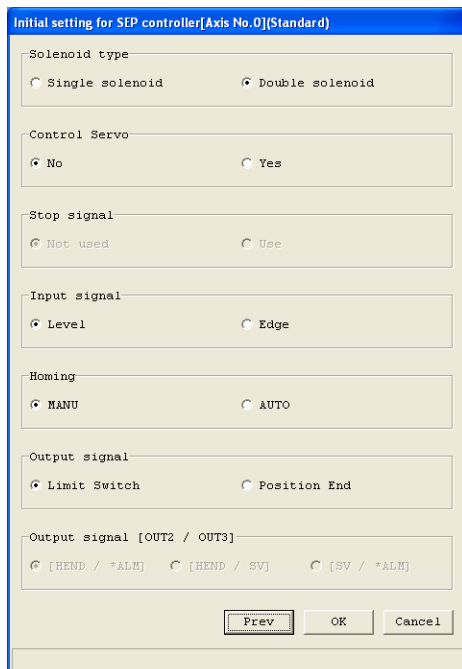 Initial setting for SEP controller[Axis No.0](Standard)
Solenoid type
Single solenoid Double solenoid
Control Servo
No Yes
Stop signal
Not used Use
Input signal
Level Edge
Homing
MANU AUTO
Output signal
Limit Switch Position End
Output signal [OUT2 / OUT3]
[HEND / *ALM] [HEND / SV] [SV / *ALM]
Prev OK Cancel